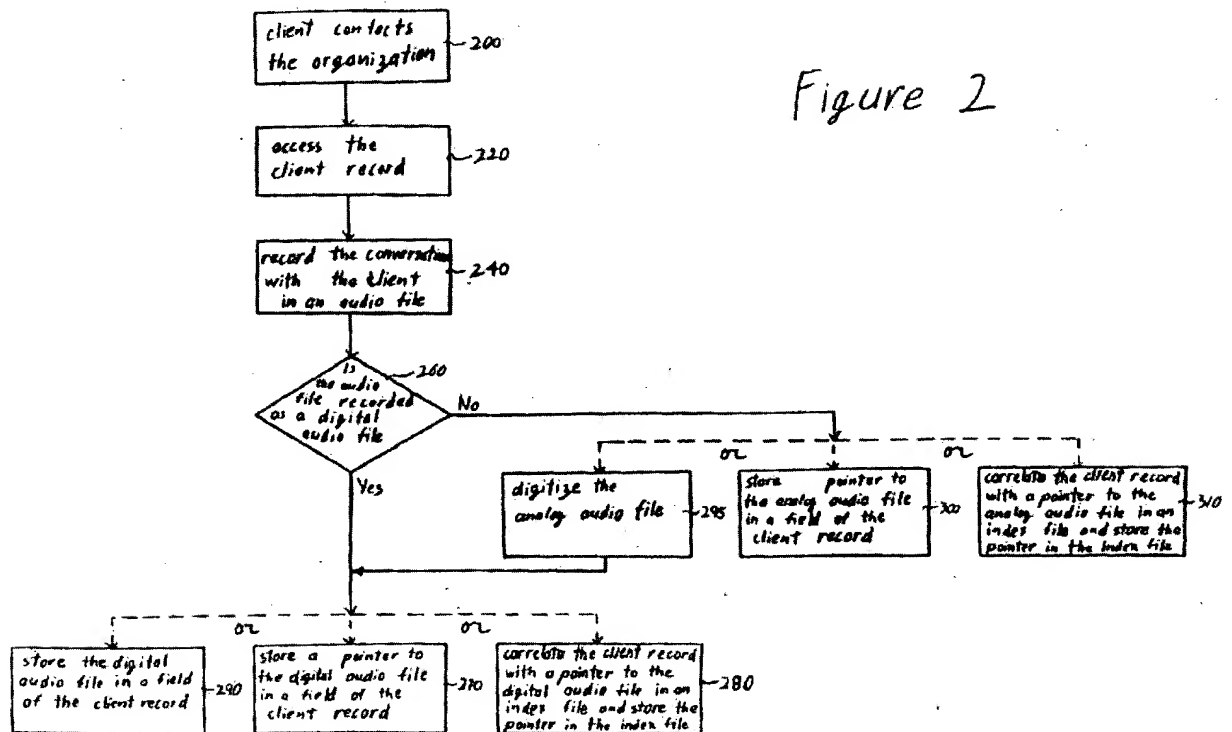 client contacts
the organization
200
Figure 2
access the
client record
220
record the conversation
with the client
in an audio file
240
Is
the audio
file recorded
as a digital
audio file
260
No
Yes
or
or
digitize the
analog audio file
295
store pointer to
the analog audio file
in a field of the
client record
300
correlate the client record
with a pointer to the
analog audio file in an
index file and store the
pointer in the index file
310
or
or
store the digital
audio file in a field
of the client record
290
store a pointer to
the digital audio file
in a field of the
client record
270
correlate the client record
with a pointer to the
digital audio file in an
index file and store the
pointer in the index file
280